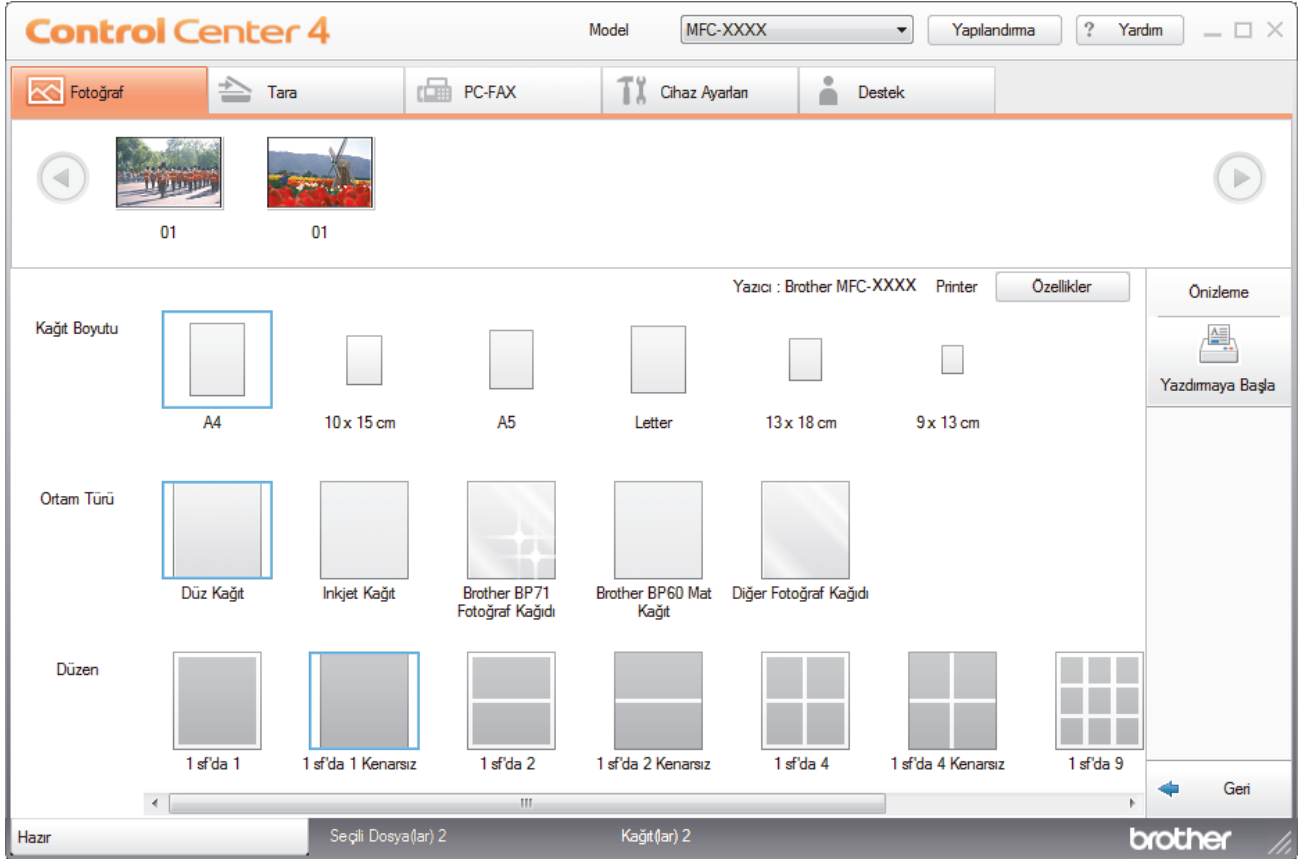 Control Center 4
Model
MFC-XXXX
Yapılandırma
? Yardım
Fotoğraf
Tara
PC-FAX
Cihaz Ayarları
Destek
01
01
Yazıcı : Brother MFC-XXXX Printer
Özellikler
Önizleme
Kağıt Boyutu
A4
10 x 15 cm
A5
Letter
13 x 18 cm
9 x 13 cm
Yazdırmaya Başla
Ortam Türü
Düz Kağıt
Inkjet Kağıt
Brother BP71
Fotoğraf Kağıdı
Brother BP60 Mat
Kağıt
Diğer Fotoğraf Kağıdı
Düzen
1 sf'da 1
1 sf'da 1 Kenarsız
1 sf'da 2
1 sf'da 2 Kenarsız
1 sf'da 4
1 sf'da 4 Kenarsız
1 sf'da 9
Geri
Hazır
Seçili Dosya(lar) 2
Kağıt(lar) 2
brother